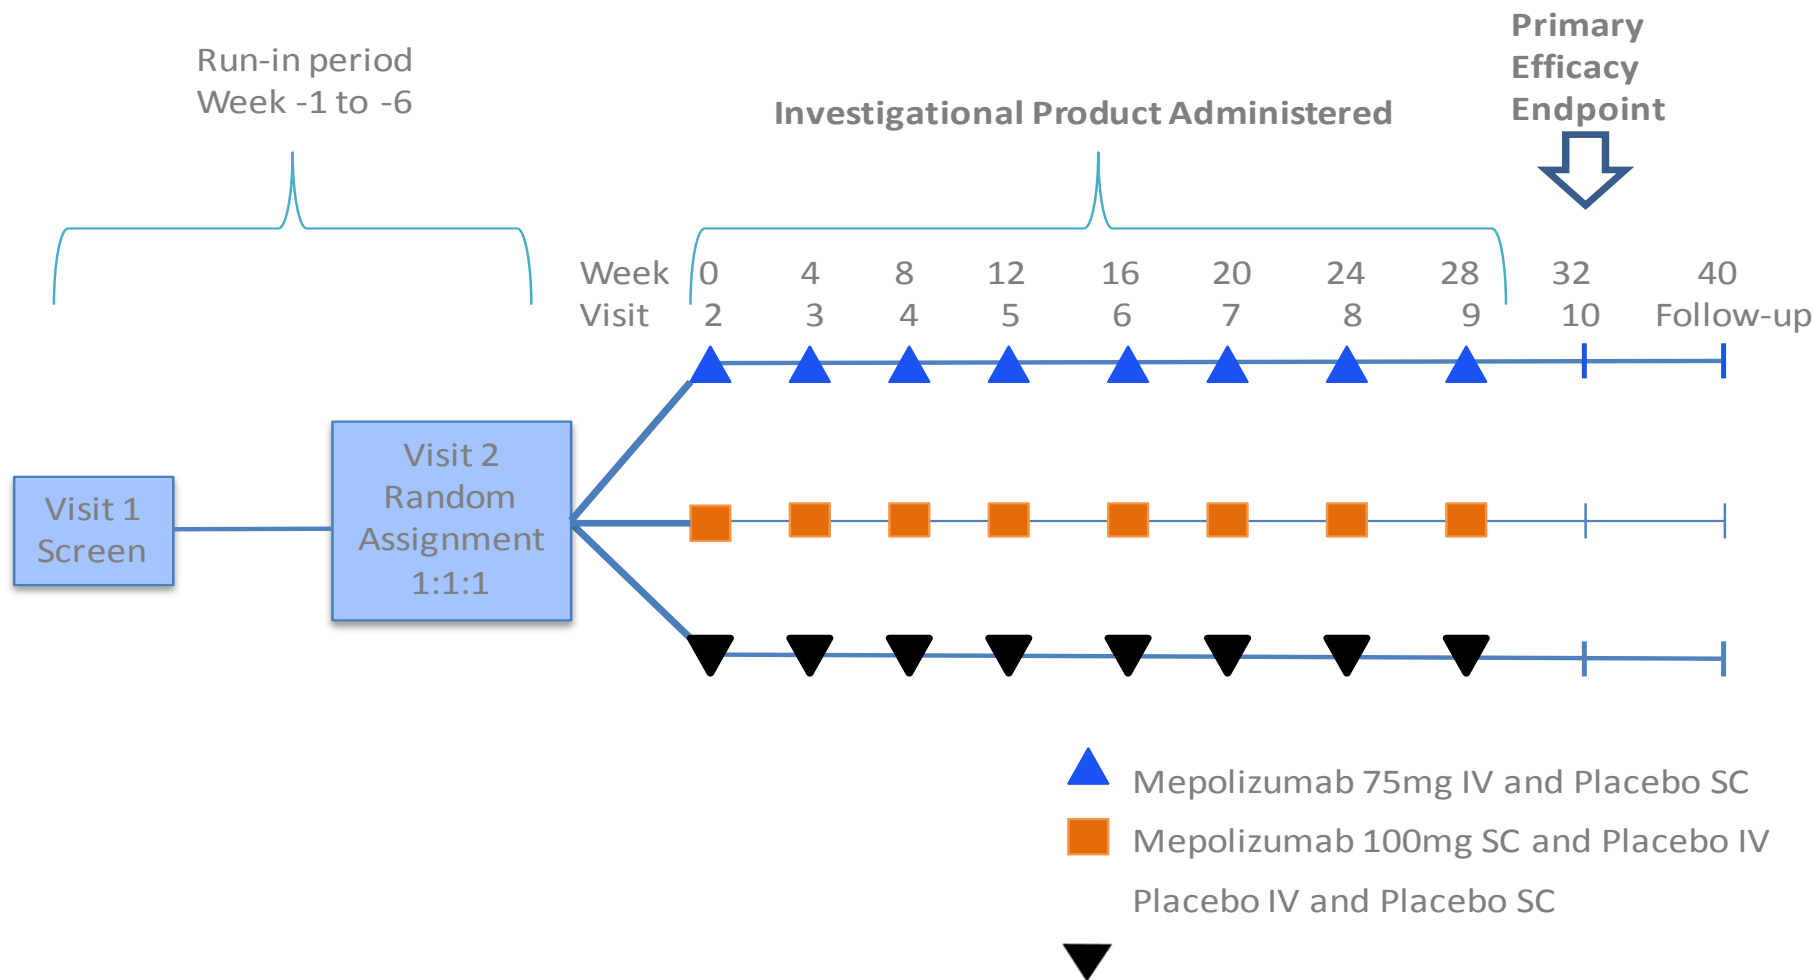 Run-in period
Week -1 to -6
Investigational Product Administered
Primary
Efficacy
Endpoint
Week 0 4 8 12 16 20 24 28 32 40
Visit 2 3 4 5 6 7 8 9 10 Follow-up
Visit 1
Screen
Visit 2
Random
Assignment
1:1:1
Mepolizumab 75mg IV and Placebo SC
Mepolizumab 100mg SC and Placebo IV
Placebo IV and Placebo SC